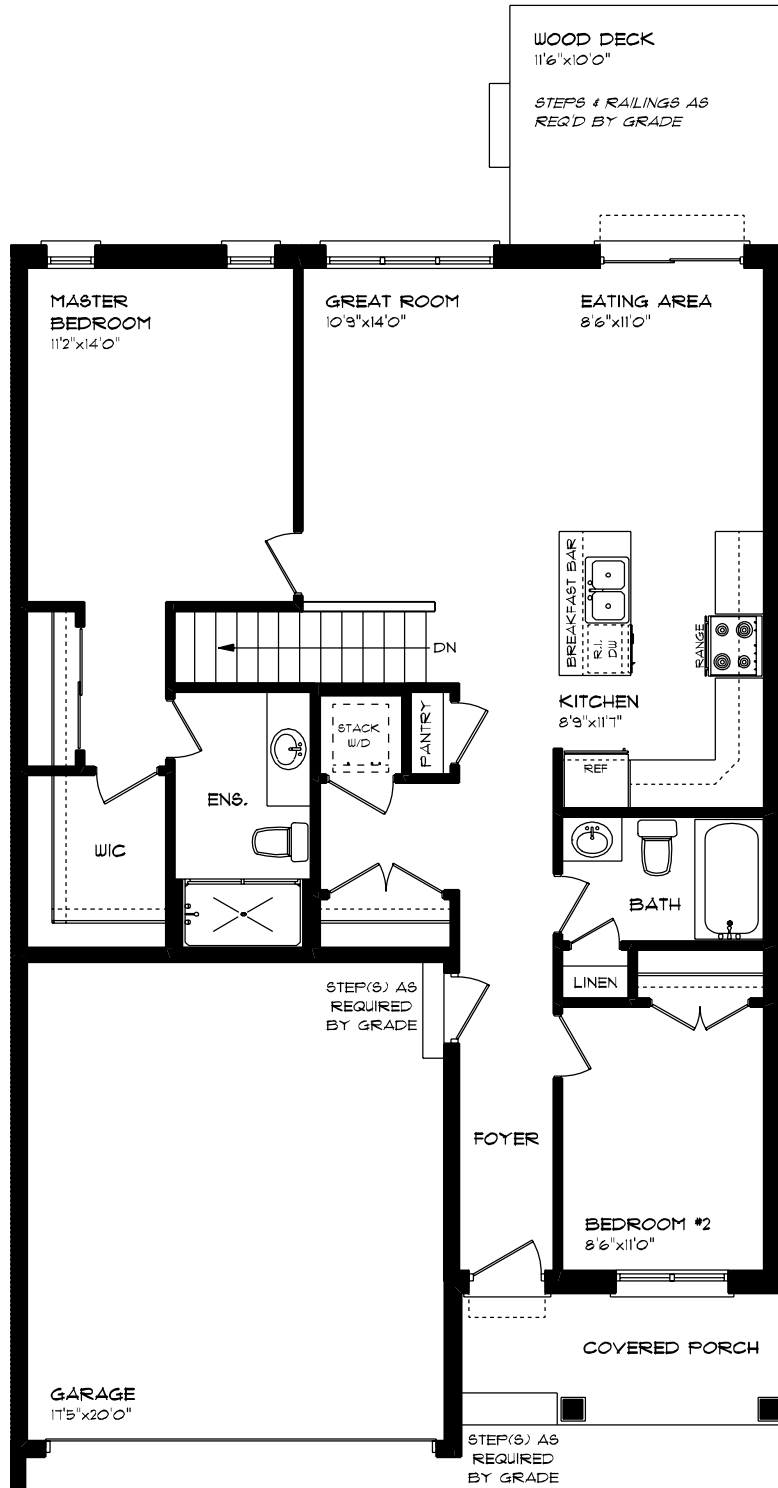 WOOD DECK
11'6"x10'0"
STEPS & RAILINGS AS
REQ'D BY GRADE
MASTER
BEDROOM
11'2"x14'0"
GREAT ROOM
10'9"x14'0"
EATING AREA
8'6"x11'0"
BREAKFAST BAR
R.I.
DW
RANGE
DN
KITCHEN
8'9"x11'7"
STACK
W/D
PANTRY
REF
ENS.
WIC
BATH
LINEN
STEP(S) AS
REQUIRED
BY GRADE
FOYER
BEDROOM #2
8'6"x11'0"
COVERED PORCH
GARAGE
17'5"x20'0"
STEP(S) AS
REQUIRED
BY GRADE